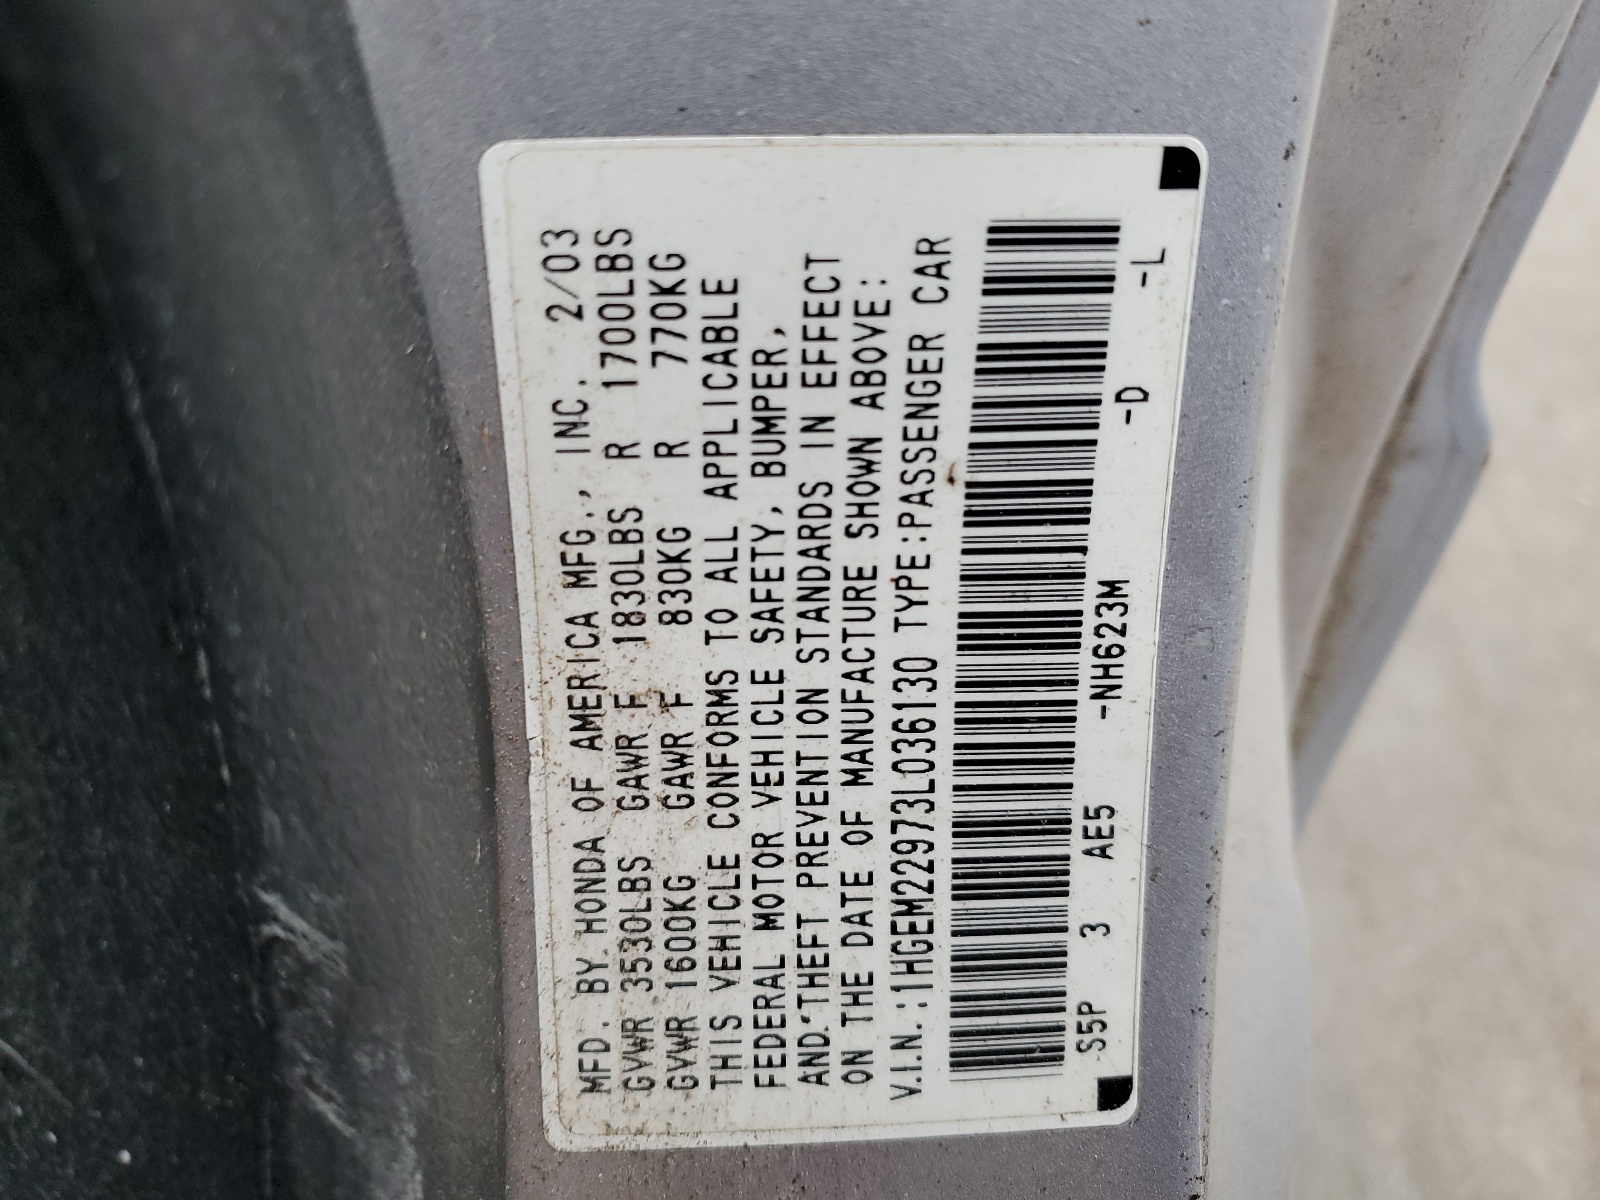 MFD. BY HONDA OF AMERICA MFG., INC. 2/03
GVWR 3530LBS GAWR F 1830LBS R 1700LBS
GVWR 1600KG GAWR F 830KG R 770KG
THIS VEHICLE CONFORMS TO ALL APPLICABLE
FEDERAL MOTOR VEHICLE SAFETY, BUMPER,
AND THEFT PREVENTION STANDARDS IN EFFECT
ON THE DATE OF MANUFACTURE SHOWN ABOVE:
V.I.N.:1HGEM22973L036130 TYPE:PASSENGER CAR
S5P 3 AE5 -NH623M -D -L